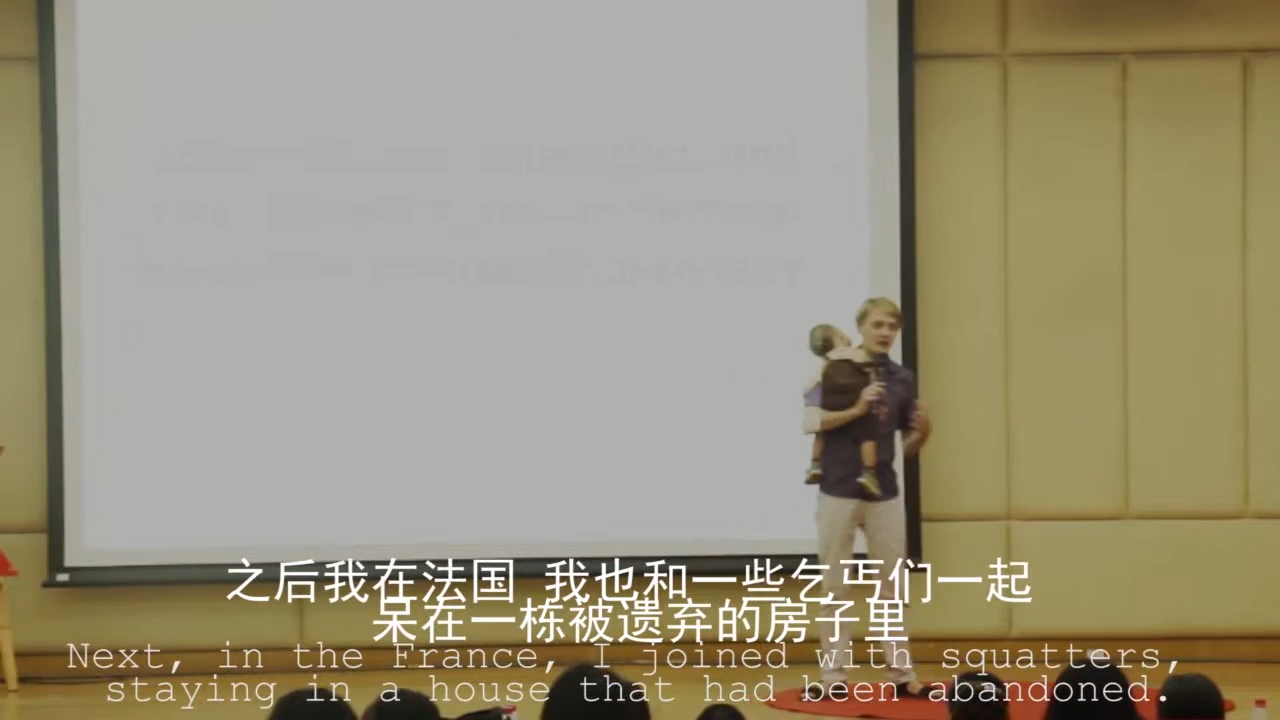 之后我在法国 我也和一些乞丐们一起
呆在一栋被遗弃的房子里
Next, in the France, I joined with squatters,
staying in a house that had been abandoned.